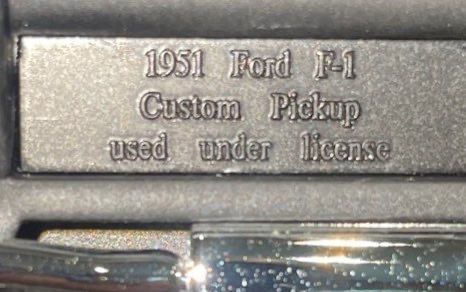 1951 Ford F-1
Custom Pickup
used under license